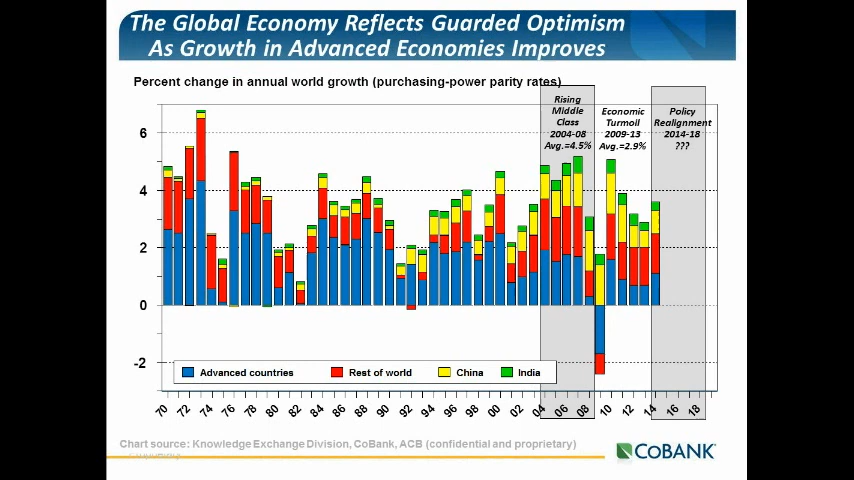 The Global Economy Reflects Guarded Optimism
As Growth in Advanced Economies Improves
Percent change in annual world growth (purchasing-power parity rates)
Rising
Middle
Class
2004-08
Avg.=4.5%
Economic
Turmoil
2009-13
Avg.=2.9%
Policy
Realignment
2014-18
???
6
4
2
0
-2
Advanced countries
Rest of world
China
India
70 72 74 76 78 80 82 84 86 88 90 92 94 96 98 00 02 04 06 08 10 12 14 16 18
Chart source: Knowledge Exchange Division, CoBank, ACB (confidential and proprietary)
COBANK